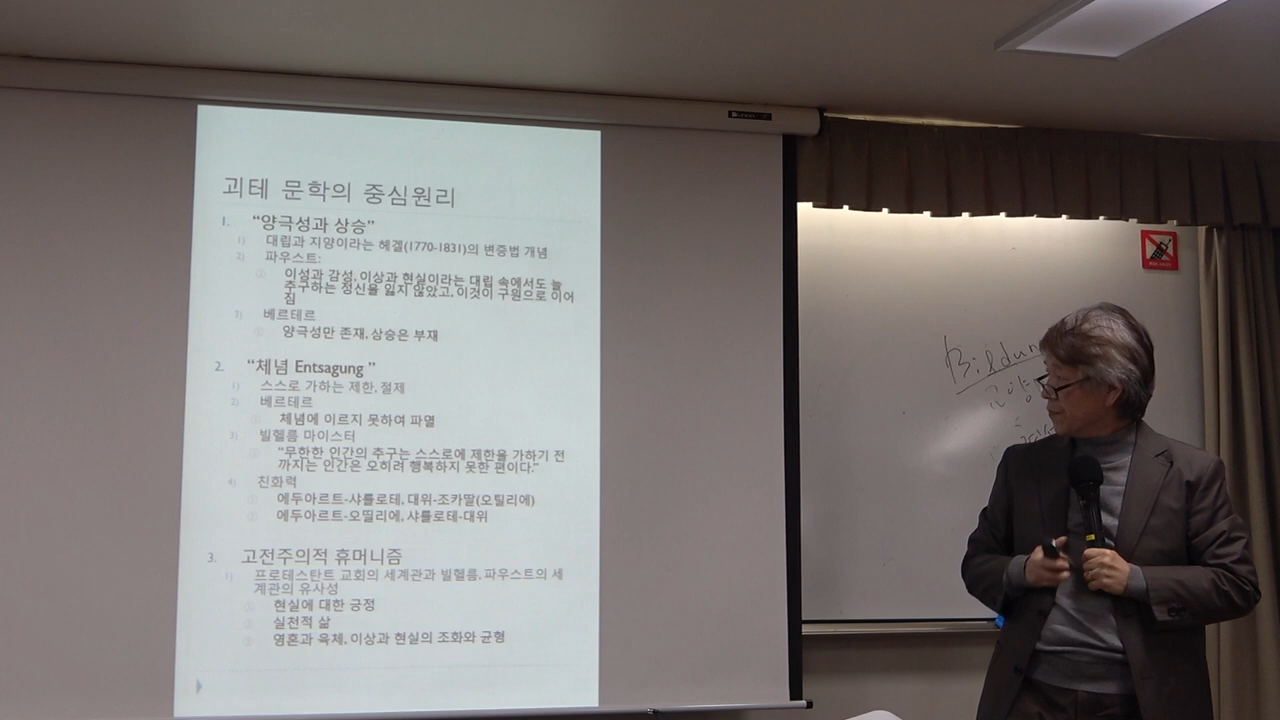 괴테 문학의 중심원리
1. “양극성과 상승”
1) 대립과 지양이라는 헤겔(1770-1831)의 변증법 개념
2) 파우스트:
이성과 감성, 이상과 현실이라는 대립 속에서도 늘
추구하는 정신을 잃지 않았고, 이것이 구원으로 이어
짐
3) 베르테르
① 양극성만 존재, 상승은 부재
2. “체념 Entsagung ”
1) 스스로 가하는 제한, 절제
2) 베르테르
① 체념에 이르지 못하여 파멸
3) 빌헬름 마이스터
① “무한한 인간의 추구는 스스로에 제한을 가하기 전
까지는 인간은 오히려 행복하지 못한 편이다.”
4) 친화력
① 에두아르트-샤를로테, 대위-조카딸(오틸리에)
② 에두아르트-오띨리에, 샤를로테-대위
3. 고전주의적 휴머니즘
1) 프로테스탄트 교회의 세계관과 빌헬름, 파우스트의 세
계관의 유사성
① 현실에 대한 긍정
② 실천적 삶
③ 영혼과 육체, 이상과 현실의 조화와 균형
Bildun
교양